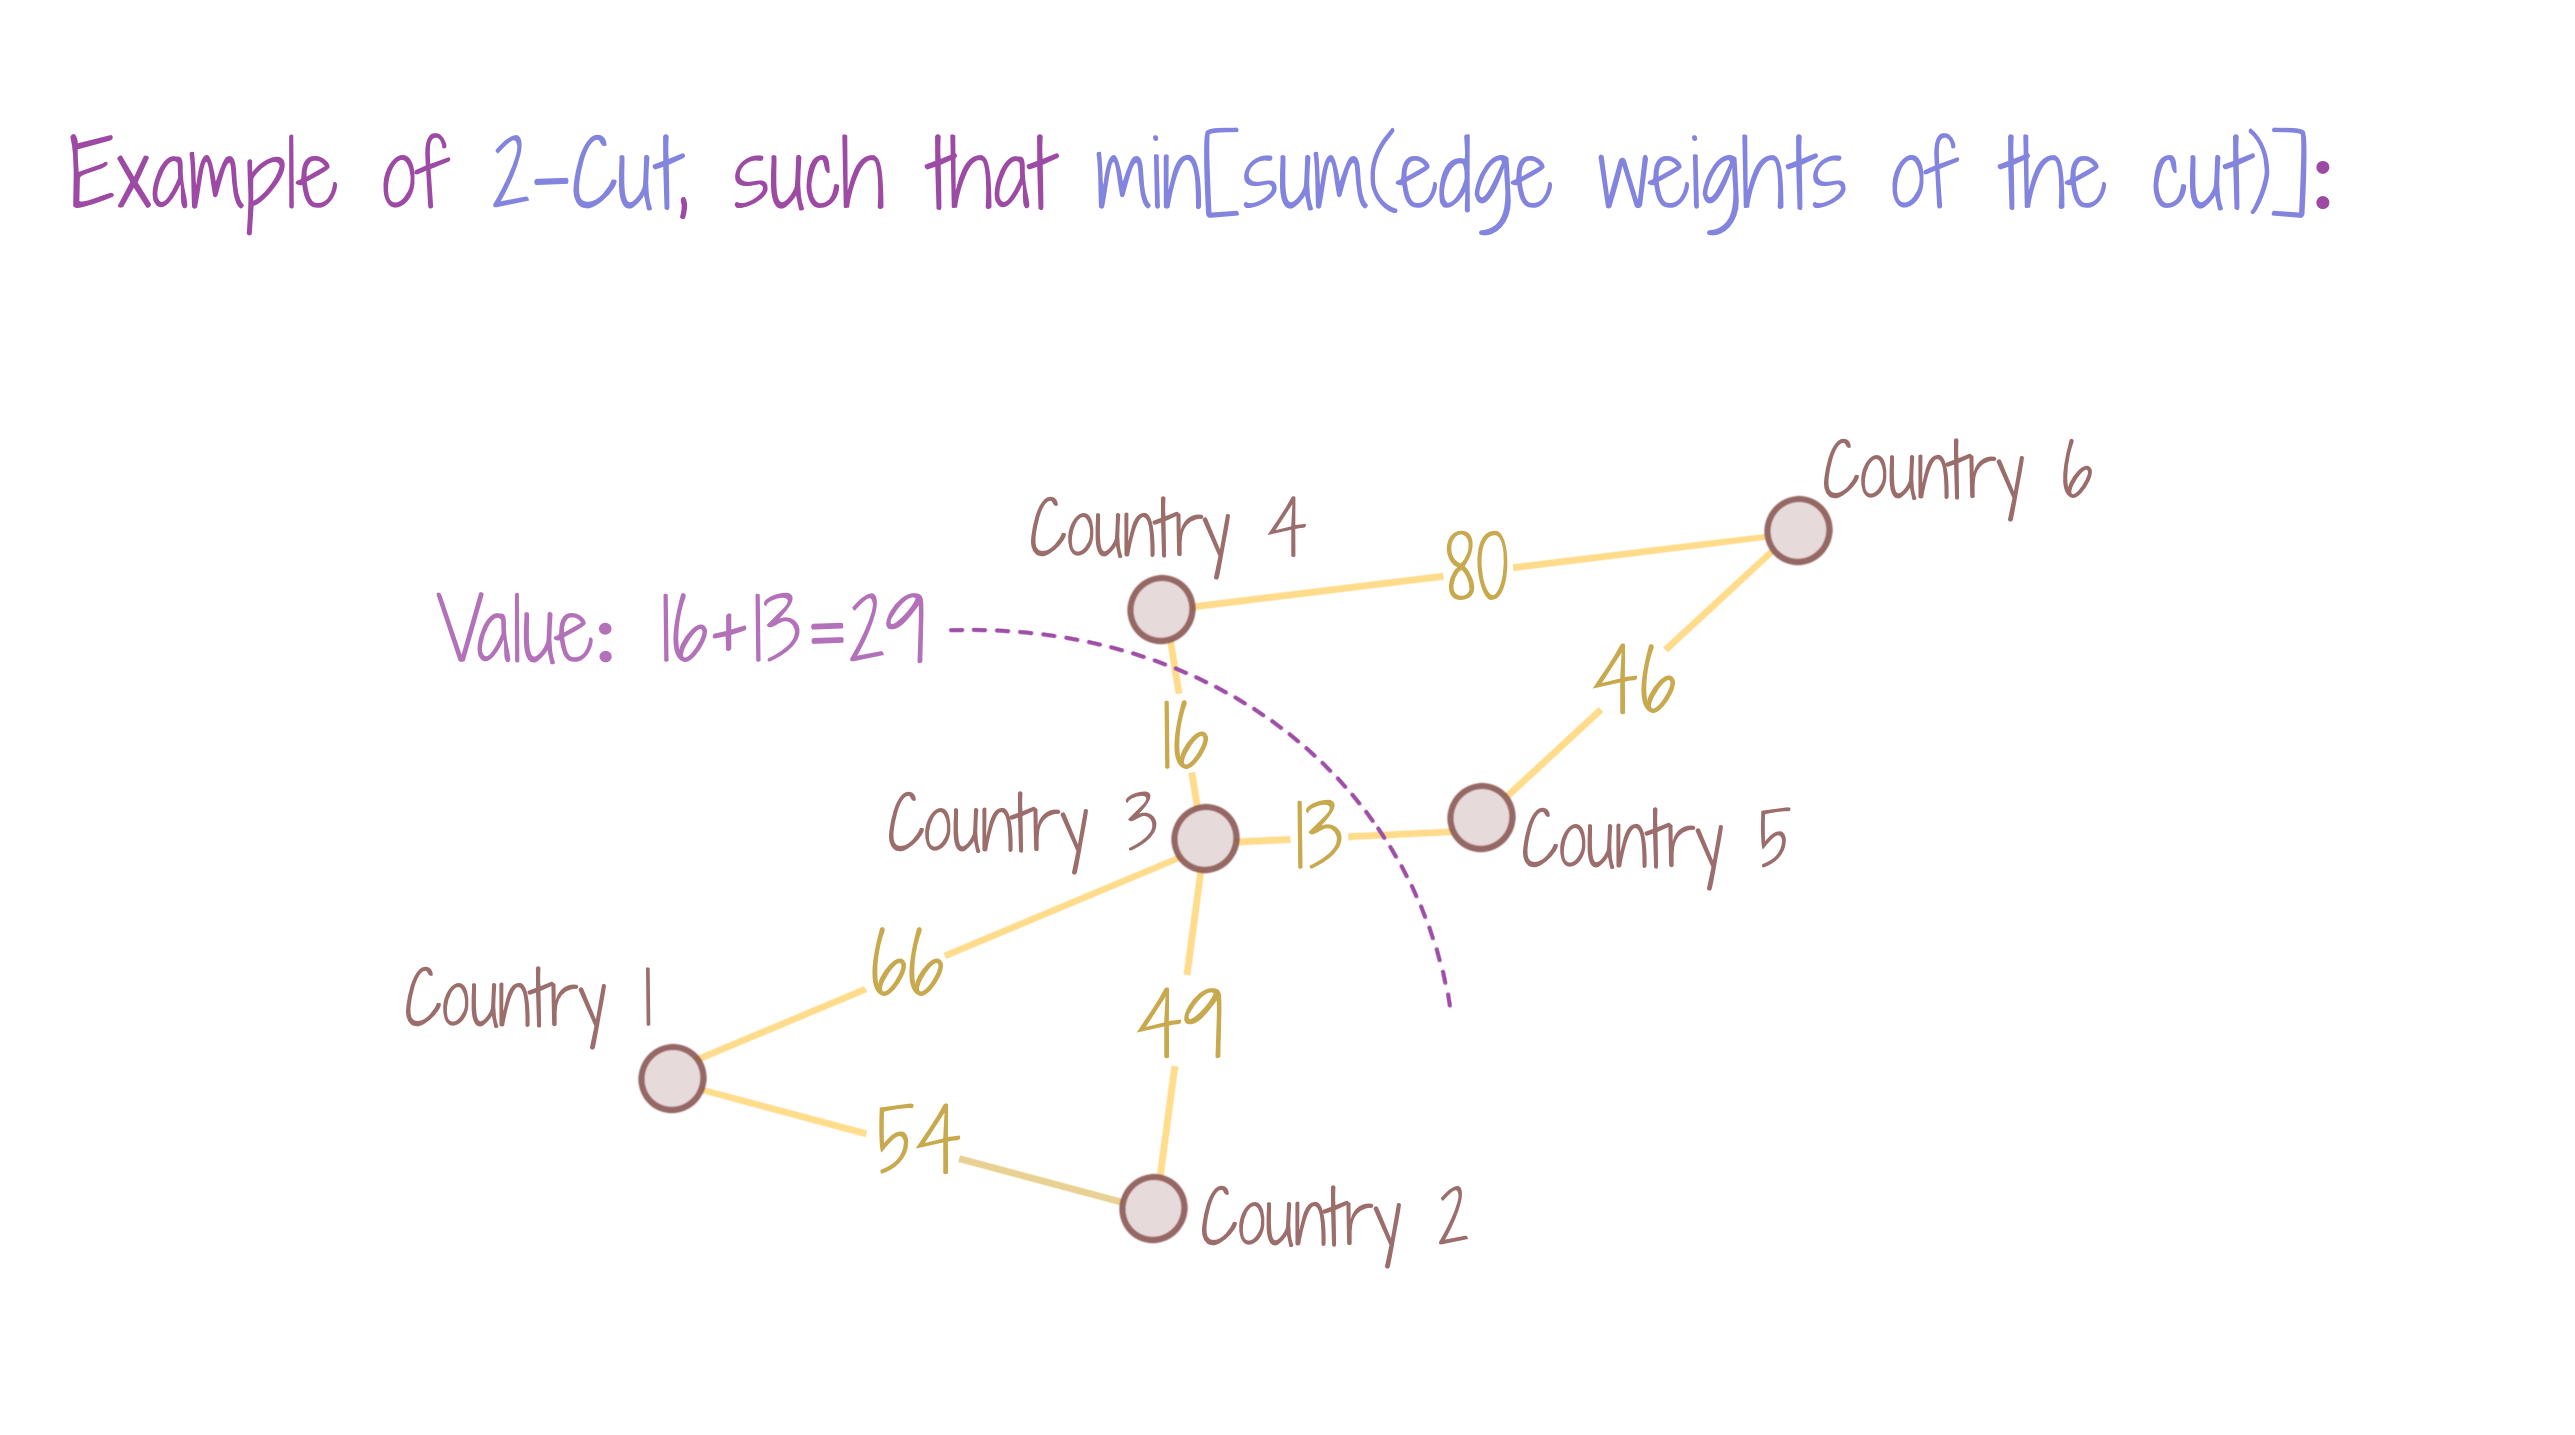 Example of 2-Cut, such that min[sum(edge weights of the cut)]:
Country 6
Country 4
80
Value: 16+13=29
46
16
Country 3
13
Country 5
66
Country 1
49
54
Country 2